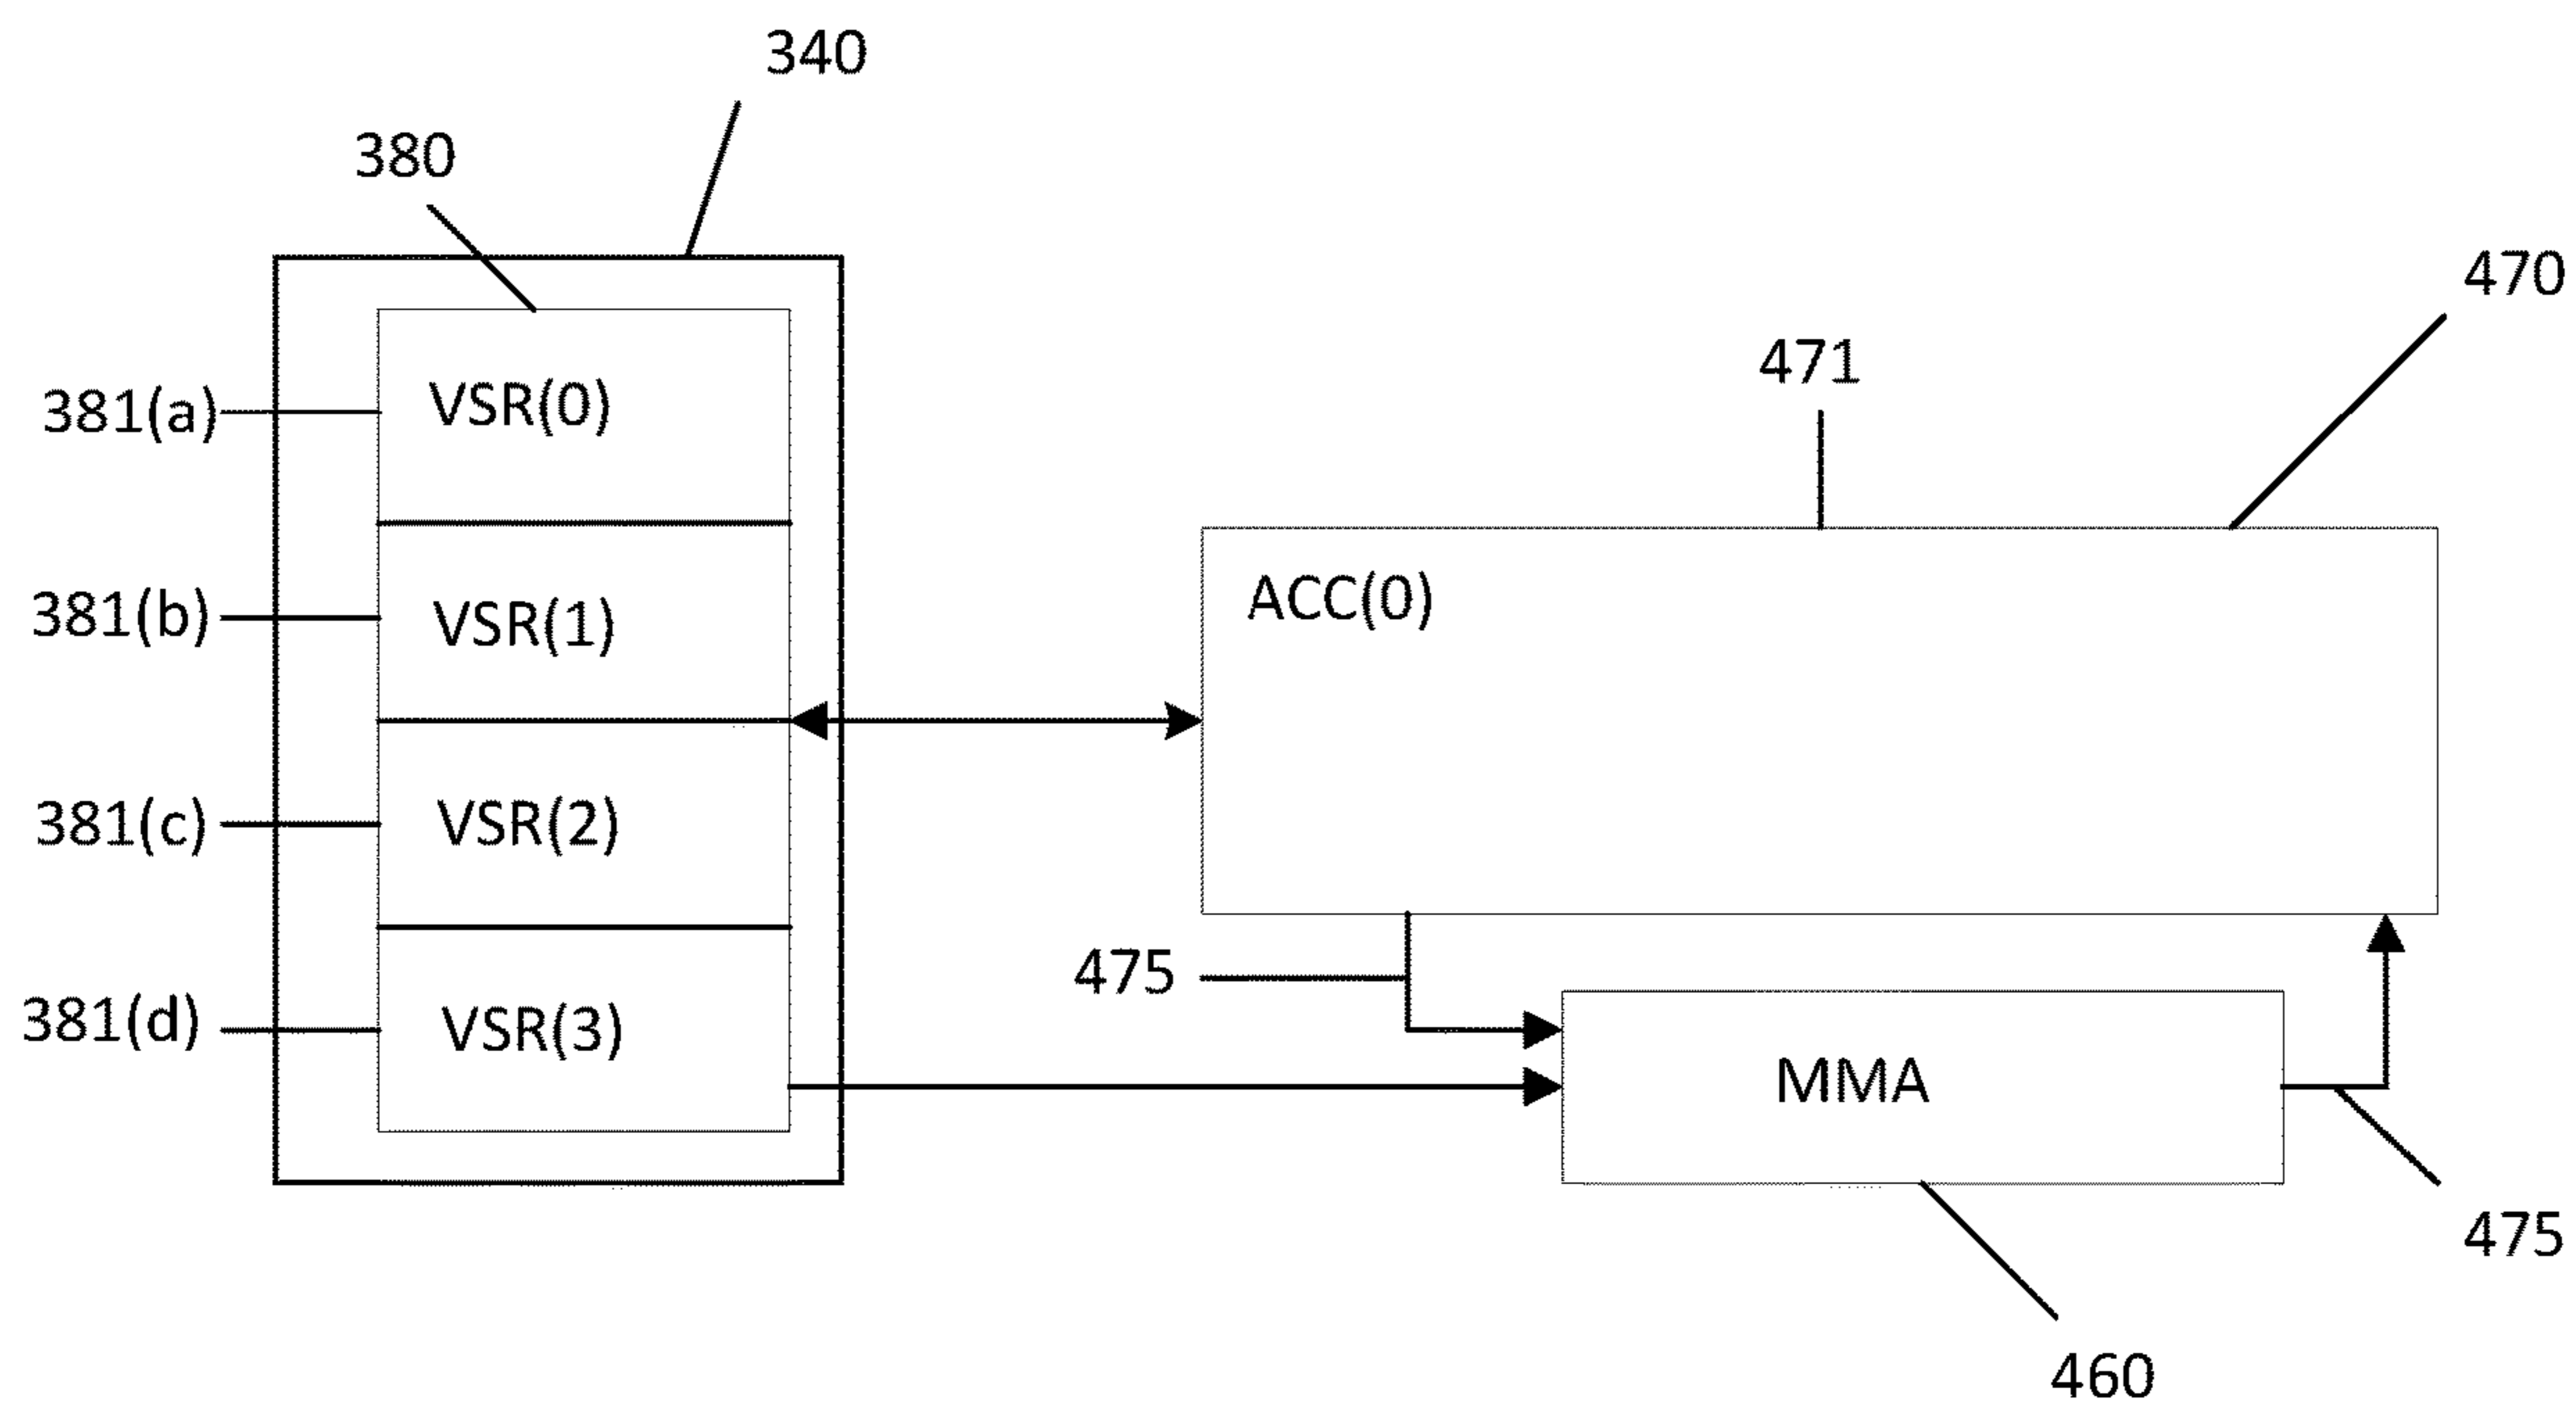 340
380
470
471
381(a)
VSR(0)
381(b)
VSR(1)
ACC(0)
381(c)
VSR(2)
475
381(d)
VSR(3)
MMA
475
460